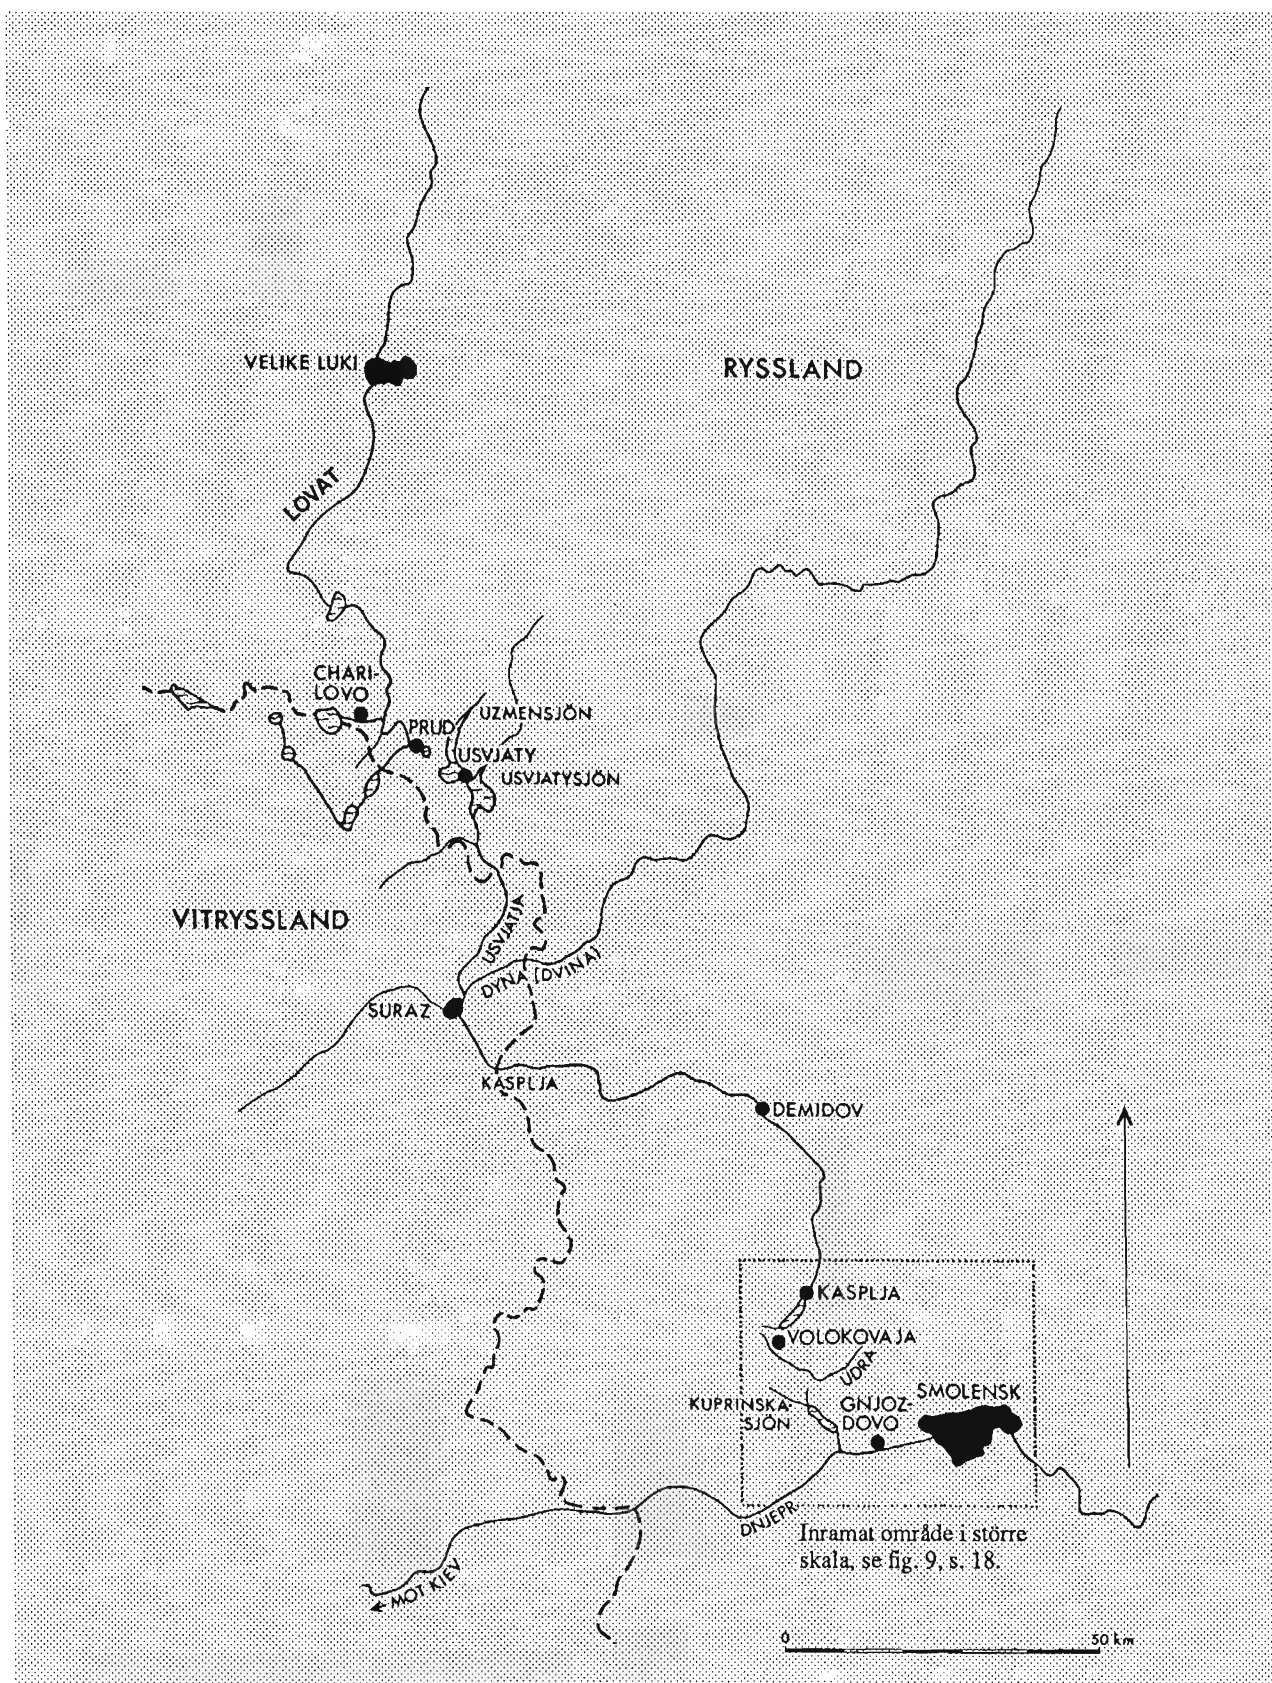 VELIKE LUKI
RYSSLAND
LOVAT
CHARI-
LOVO
PRUD
UZMENSJÖN
USVJATY
USVJATYSJÖN
VITRYSSLAND
USVJATJA
DYNA (DVINA)
SURAZ
KASPLJA
DEMIDOV
KASPLJA
VOLOKOVAJA
UDRA
KUPRINSKA-
SJÖN
GNJOZ-
DOVO
SMOLENSK
DNJEPR
Inramat område i större
skala, se fig. 9, s. 18.
MOT KIEV
0 50 km